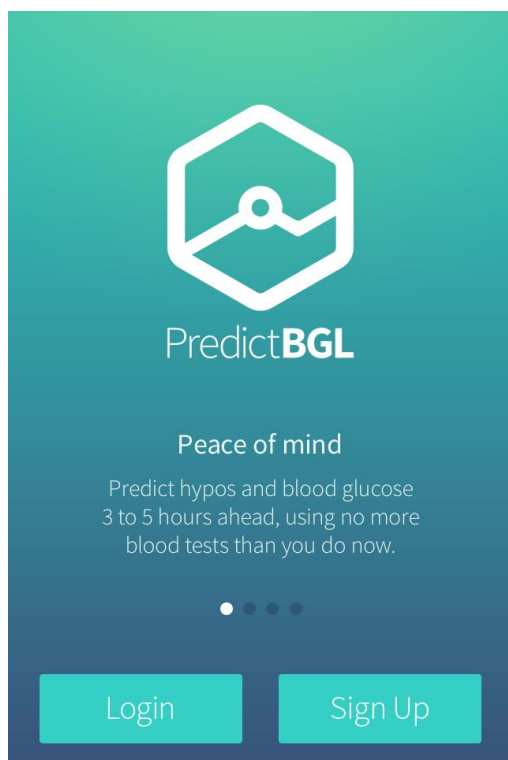 PredictBGL
Peace of mind
Predict hypos and blood glucose
3 to 5 hours ahead, using no more
blood tests than you do now.
Login
Sign Up